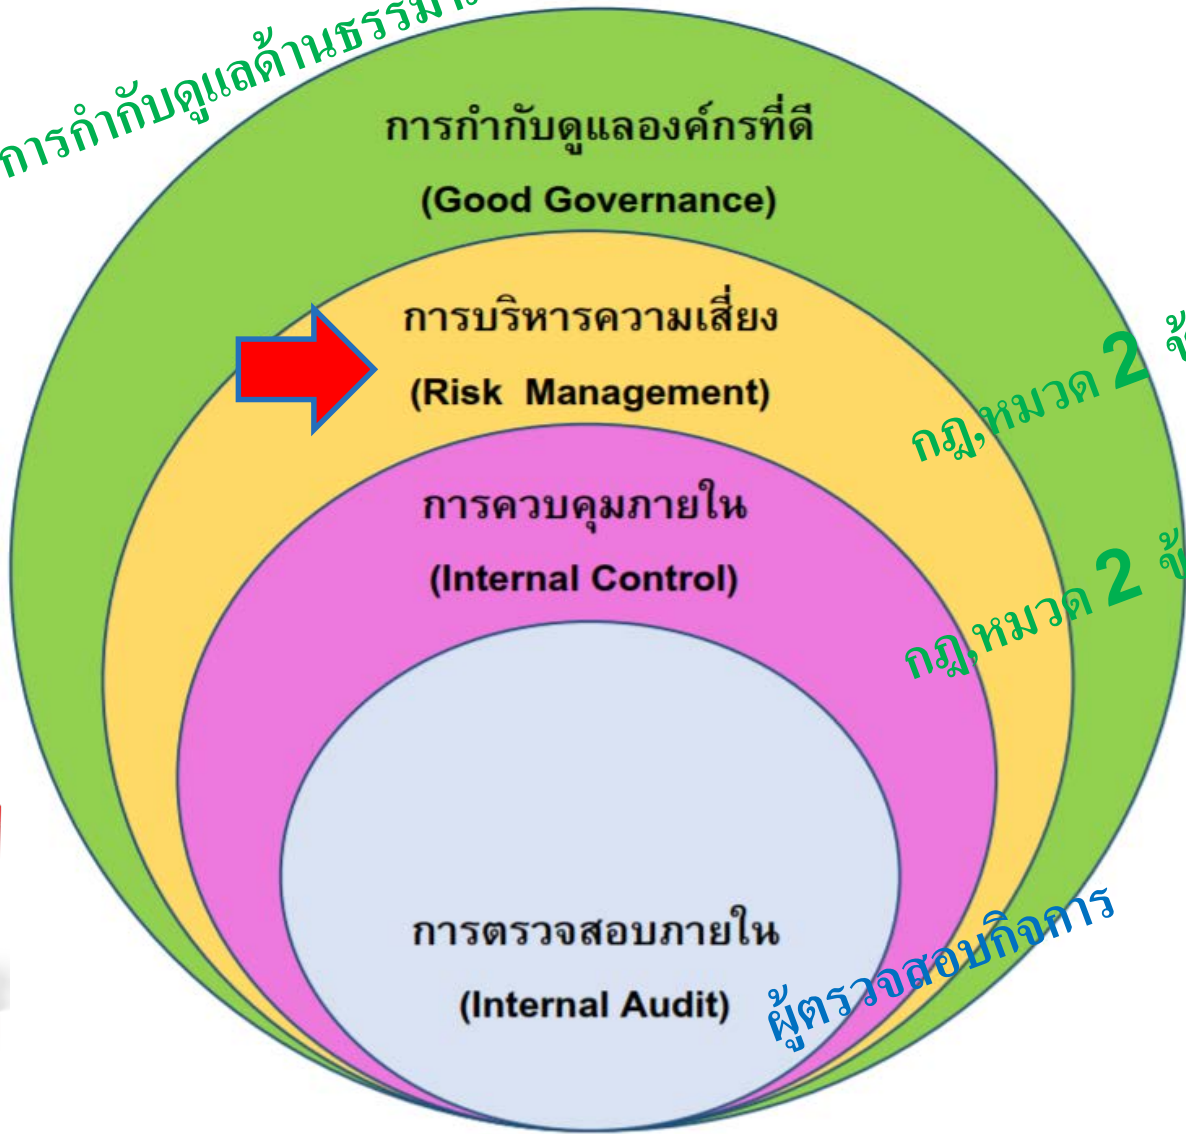 การกำกับดูแลด้าน
การกำกับดูแลองค์กรที่ดี
(Good Governance)
การบริหารความเสี่ยง
(Risk Management)
กฎ,หมวด 2
การควบคุมภายใน
(Internal Control)
กฎ,หมวด 2
การตรวจสอบภายใน
(Internal Audit)
ผู้ตรวจสอบกิจการ